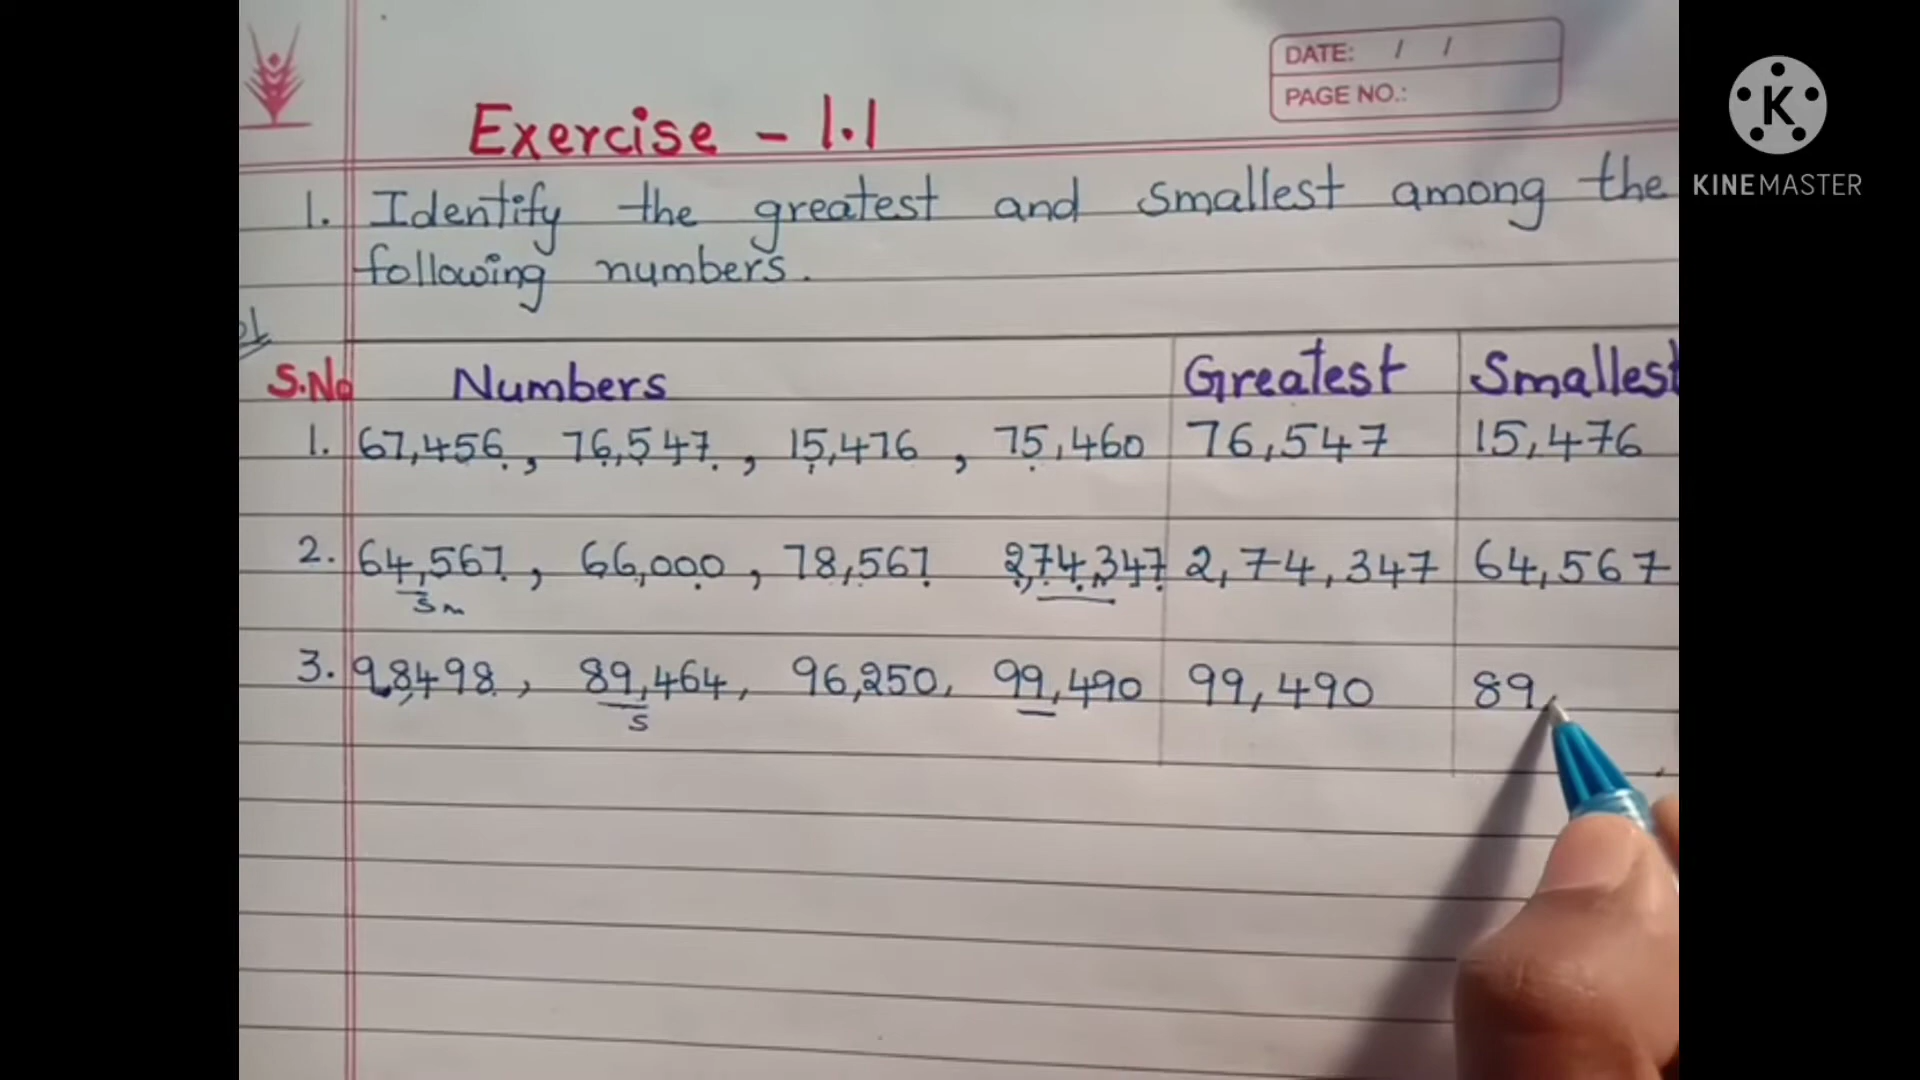 DATE: / /
PAGE NO.:
K
KINEMASTER
Exercise - 1.1
1. Identify the greatest and smallest among the
following numbers.
S.No Numbers Greatest Smallest
1. 67,456, 76,547, 15,476, 75,460 76,547 15,476
2. 64,567, 66,000, 78,567 2,74,347 2,74,347 64,567
Sm
3. 98,498, 89,464, 96,250, 99,490 99,490 89,
S